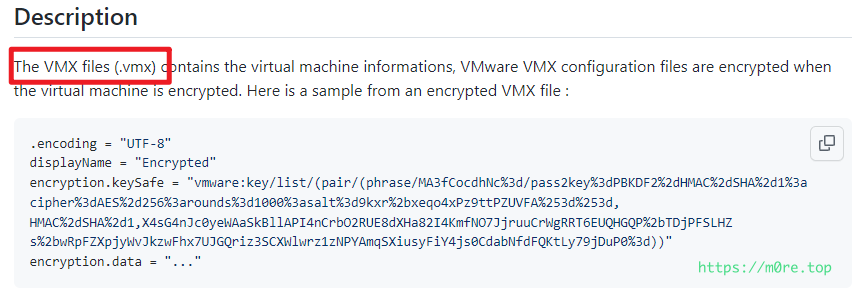 Description
The VMX files (.vmx) contains the virtual machine informations, VMware VMX configuration files are encrypted when
the virtual machine is encrypted. Here is a sample from an encrypted VMX file :
.encoding = "UTF-8"
displayName = "Encrypted"
encryption.keySafe = "vmware:key/list/(pair/(phrase/MA3fCocdhNc%3d/pass2key%3dPBKDF2%2dHMAC%2dSHA%2d1%3a
cipher%3dAES%2d256%3arounds%3d1000%3asalt%3d9kxr%2bxeqo4xPz9ttPZUVFA%253d%253d,
HMAC%2dSHA%2d1,X4sG4nJc0yeWAaSkBllAPI4nCrbO2RUE8dXHa82I4KmfNO7JjruuCrWgRRT6EUQHGQP%2bTDjPFSLHZ
s%2bwRpFZXpjyWvJkzwFhx7UJGQriz3SCXWlwrz1zNPYAmqSXiusyFiY4js0CdabNfdFQKtLy79jDuP0%3d))"
encryption.data = "..."
https://m0re.top